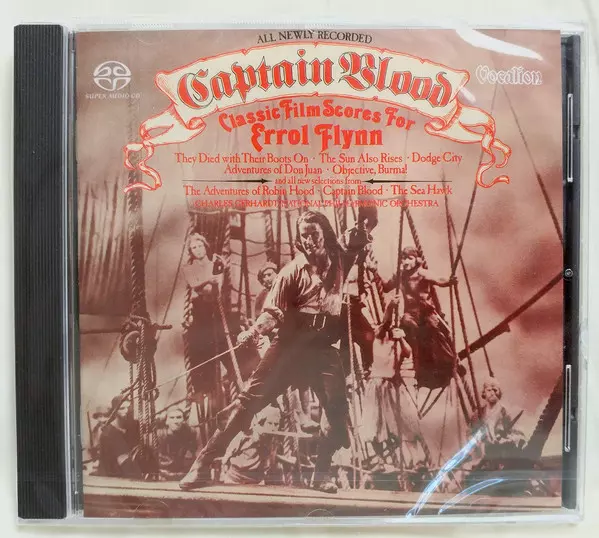 ALL NEWLY RECORDED
SUPER AUDIO CD
Captain Blood
Vocalion
Classic Film Scores For
Errol Flynn
They Died with Their Boots On · The Sun Also Rises · Dodge City
Adventures of Don Juan · Objective, Burma!
and all new selections from
The Adventures of Robin Hood · Captain Blood · The Sea Hawk
CHARLES GERHARDT/NATIONAL PHILHARMONIC ORCHESTRA